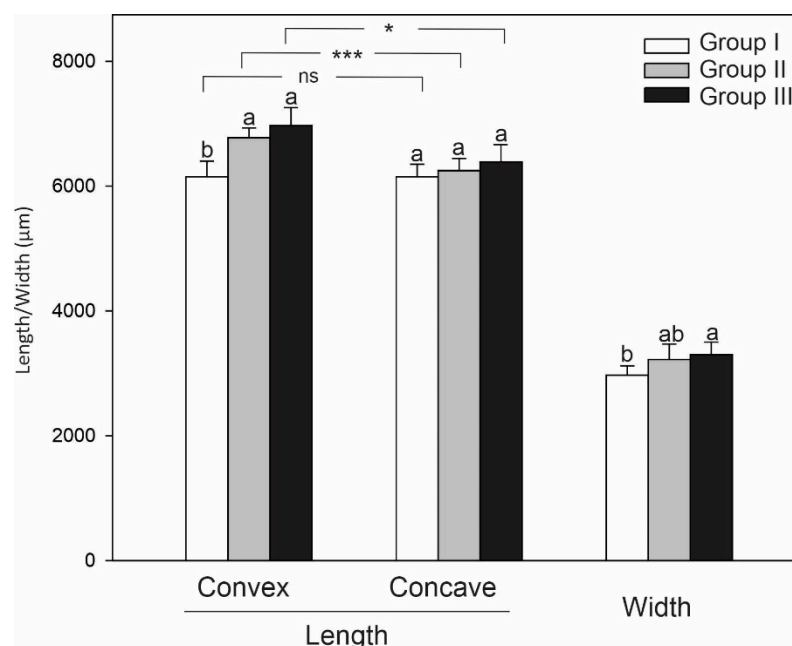 *
***
ns
Group I
Group II
Group III
8000
6000
4000
2000
0
Length/Width (µm)
b
a
a
a
a
a
b
ab
a
Convex
Concave
Width
Length